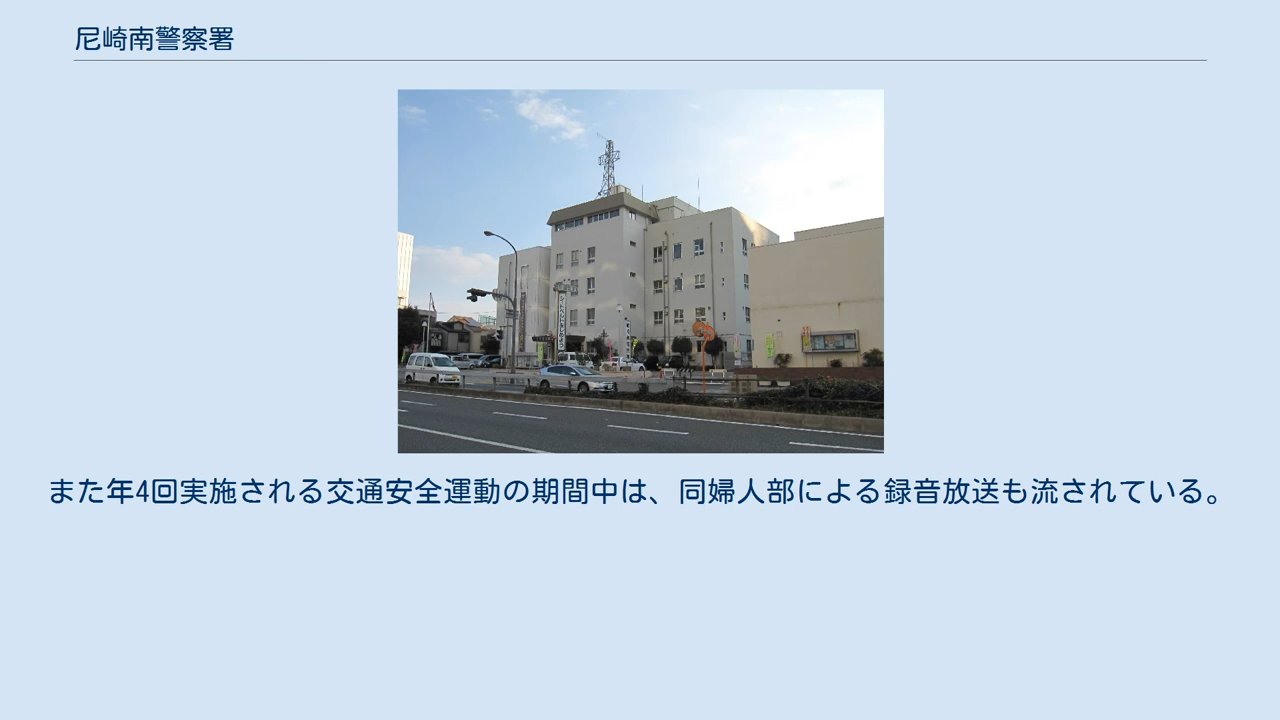 尼崎南警察署
また年4回実施される交通安全運動の期間中は、同婦人部による録音放送も流されている。